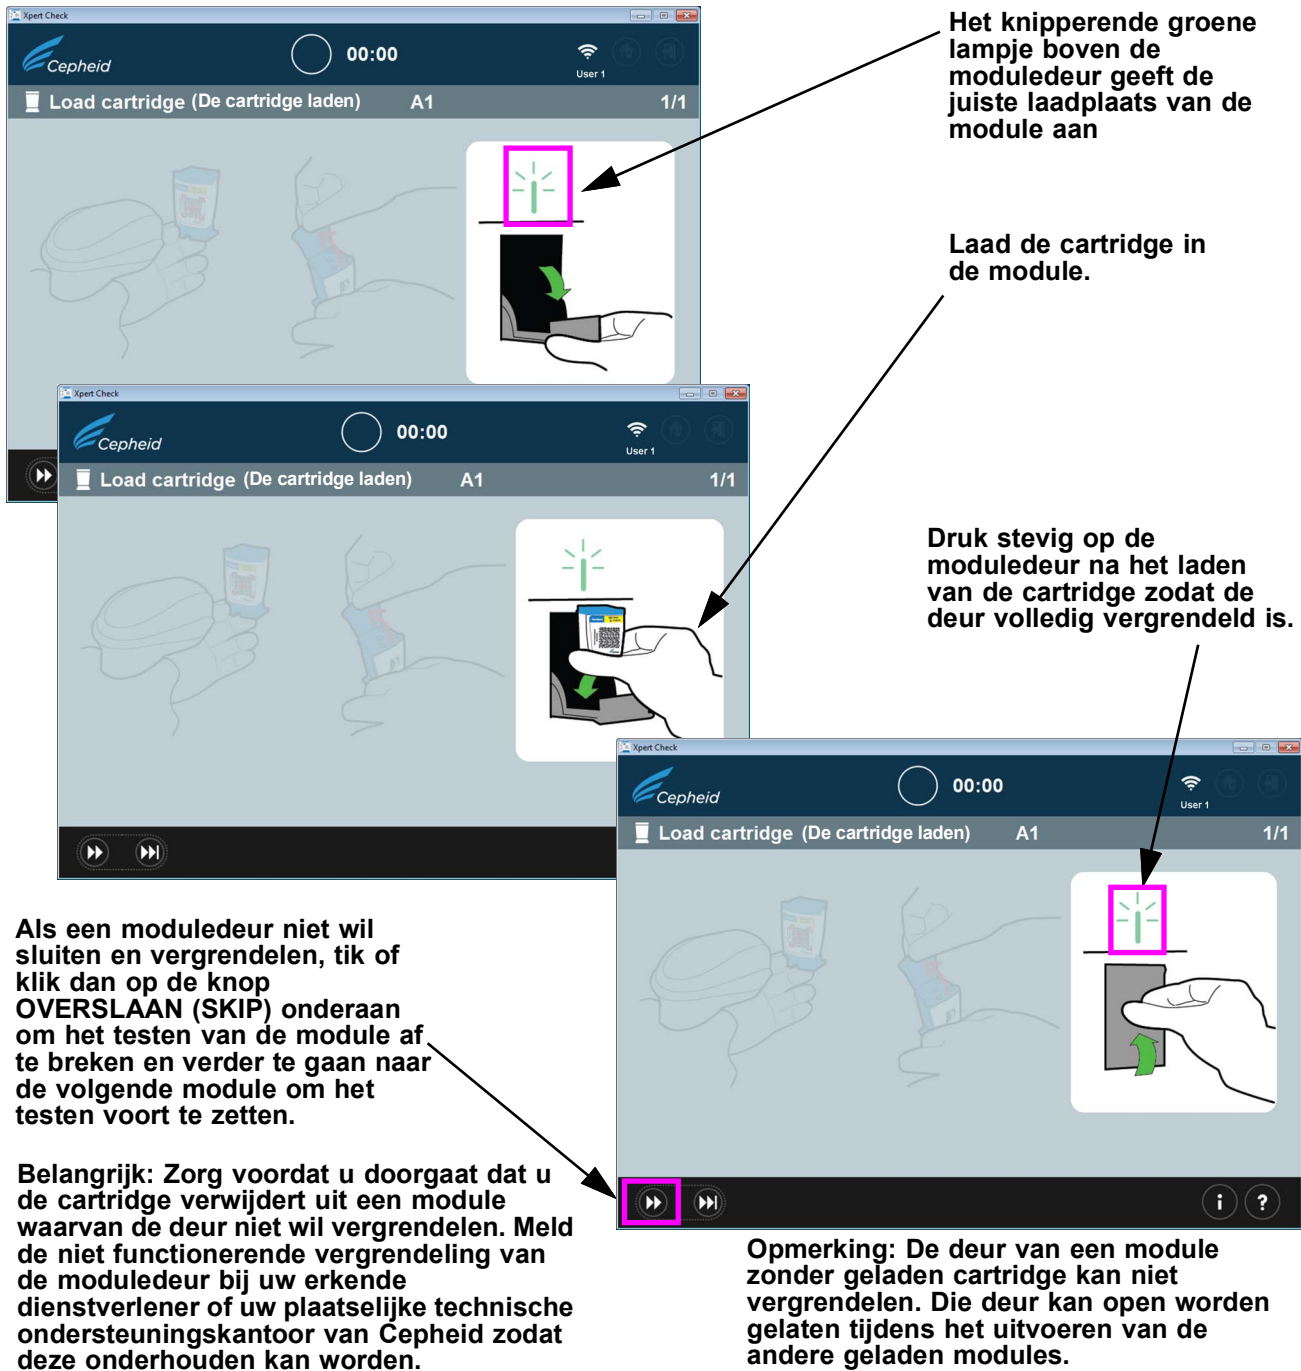 Xpert Check
Cepheid
00:00
User 1
Load cartridge (De cartridge laden) A1 1/1
Het knipperende groene
lampje boven de
moduledeur geeft de
juiste laadplaats van de
module aan
Laad de cartridge in
de module.
Xpert Check
Cepheid
00:00
User 1
Load cartridge (De cartridge laden) A1 1/1
Druk stevig op de
moduledeur na het laden
van de cartridge zodat de
deur volledig vergrendeld is.
Xpert Check
Cepheid
00:00
User 1
Load cartridge (De cartridge laden) A1 1/1
Als een moduledeur niet wil
sluiten en vergrendelen, tik of
klik dan op de knop
OVERSLAAN (SKIP) onderaan
om het testen van de module af
te breken en verder te gaan naar
de volgende module om het
testen voort te zetten.
Belangrijk: Zorg voordat u doorgaat dat u
de cartridge verwijdert uit een module
waarvan de deur niet wil vergrendelen. Meld
de niet functionerende vergrendeling van
de moduledeur bij uw erkende
dienstverlener of uw plaatselijke technische
ondersteuningskantoor van Cepheid zodat
deze onderhouden kan worden.
i ?
Opmerking: De deur van een module
zonder geladen cartridge kan niet
vergrendelen. Die deur kan open worden
gelaten tijdens het uitvoeren van de
andere geladen modules.